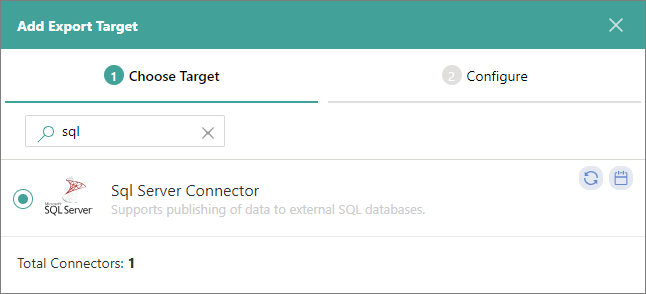 Add Export Target
1 Choose Target
2 Configure
sql
Microsoft
SQL Server
Sql Server Connector
Supports publishing of data to external SQL databases.
Total Connectors: 1